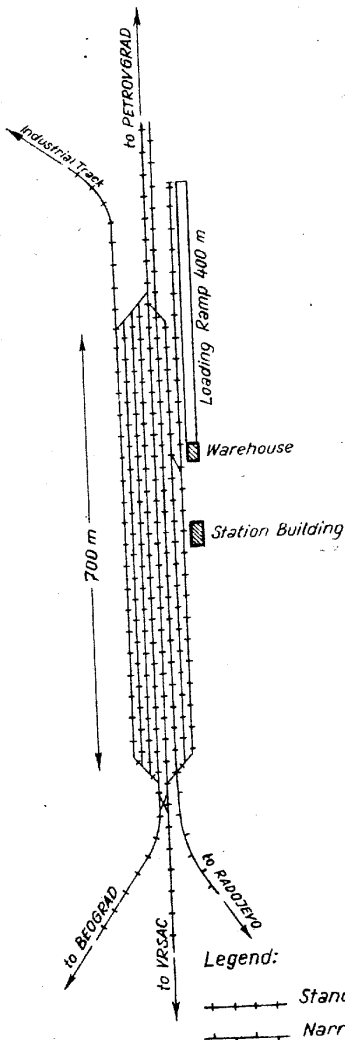 to PETROVGRAD
Industrial Track
Loading Ramp 400 m
Warehouse
Station Building
700 m
to BEOGRAD
to VRSAC
to RADOJEVO
Legend:
Stand
Narr